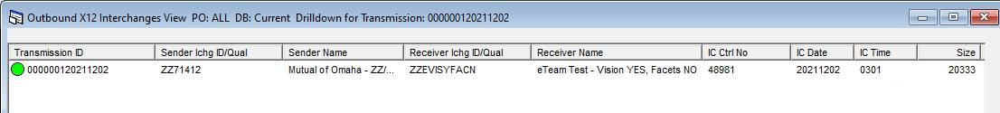 Outbound X12 Interchanges View  PO: ALL  DB: Current  Drilldown for Transmission: 000000120211202
Transmission ID Sender Ichg ID/Qual Sender Name Receiver Ichg ID/Qual Receiver Name IC Ctrl No IC Date IC Time Size
000000120211202 ZZ71412 Mutual of Omaha - ZZ/... ZZEVISYFACN eTeam Test - Vision YES, Facets NO 48981 20211202 0301 20333